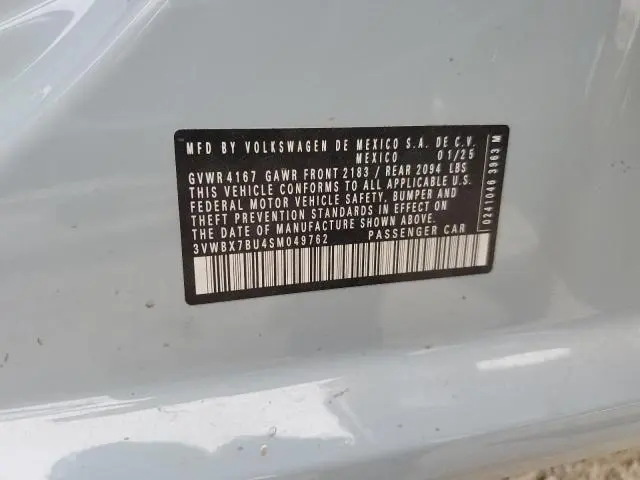 MFD BY VOLKSWAGEN DE MEXICO S.A. DE C.V.
MEXICO 01/25
GVWR 4167 GAWR FRONT 2183 / REAR 2094 LBS
THIS VEHICLE CONFORMS TO ALL APPLICABLE U.S.
FEDERAL MOTOR VEHICLE SAFETY, BUMPER AND
THEFT PREVENTION STANDARDS IN EFFECT ON
THE DATE OF MANUFACTURE.
3VWBX7BU4SM049762 PASSENGER CAR
0241046 3963 M